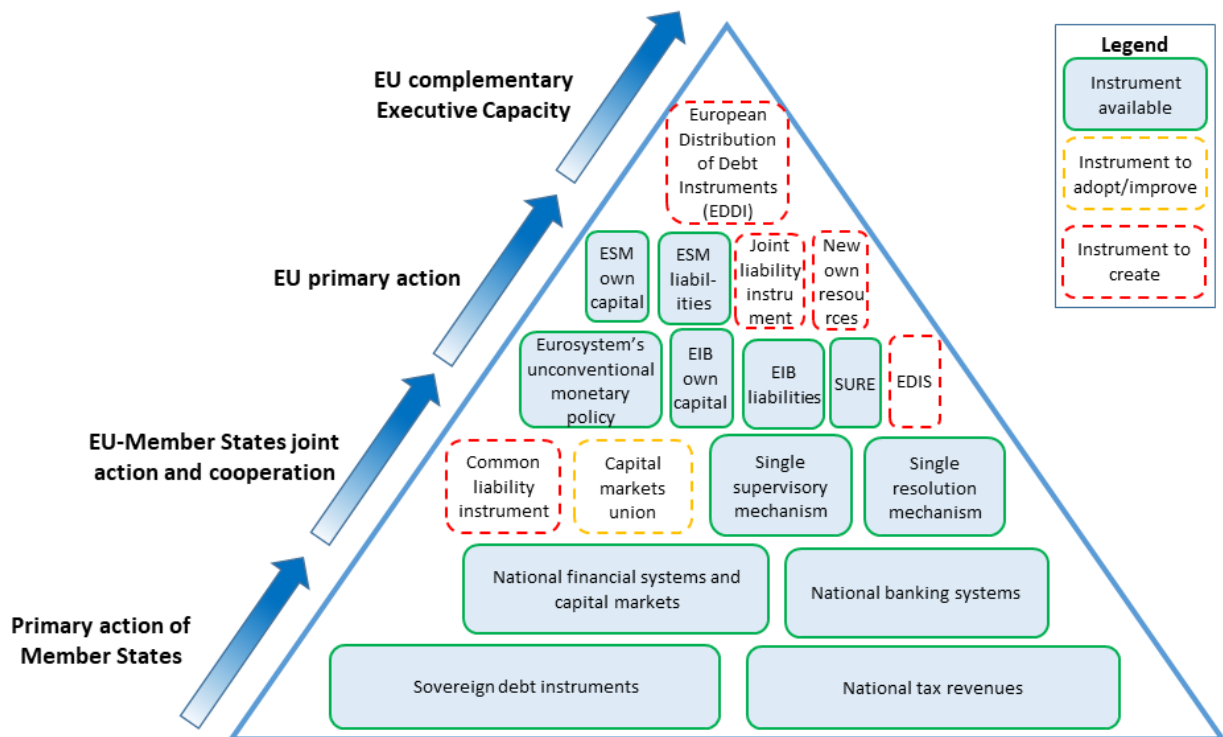 EU complementary
Executive Capacity
EU primary action
EU-Member States joint
action and cooperation
Primary action of
Member States
European
Distribution
of Debt
Instruments
(EDDI)
ESM
own
capital
ESM
liabil-
ities
Joint
liability
instru
ment
New
own
resou
rces
Eurosystem's
unconventional
monetary
policy
EIB
own
capital
EIB
liabilities
SURE
EDIS
Common
liability
instrument
Capital
markets
union
Single
supervisory
mechanism
Single
resolution
mechanism
National financial systems and
capital markets
National banking systems
Sovereign debt instruments
National tax revenues
Legend
Instrument
available
Instrument to
adopt/improve
Instrument to
create